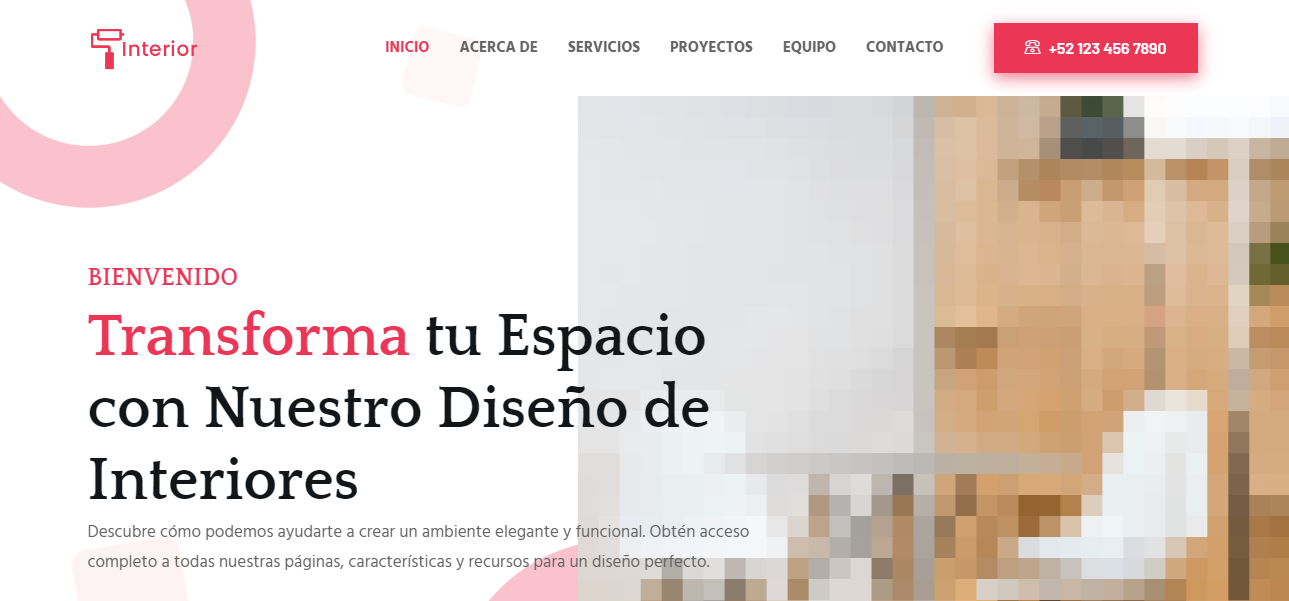 Interior
INICIO ACERCA DE SERVICIOS PROYECTOS EQUIPO CONTACTO
+52 123 456 7890
BIENVENIDO
Transforma tu Espacio
con Nuestro Diseño de
Interiores
Descubre cómo podemos ayudarte a crear un ambiente elegante y funcional. Obtén acceso
completo a todas nuestras páginas, características y recursos para un diseño perfecto.